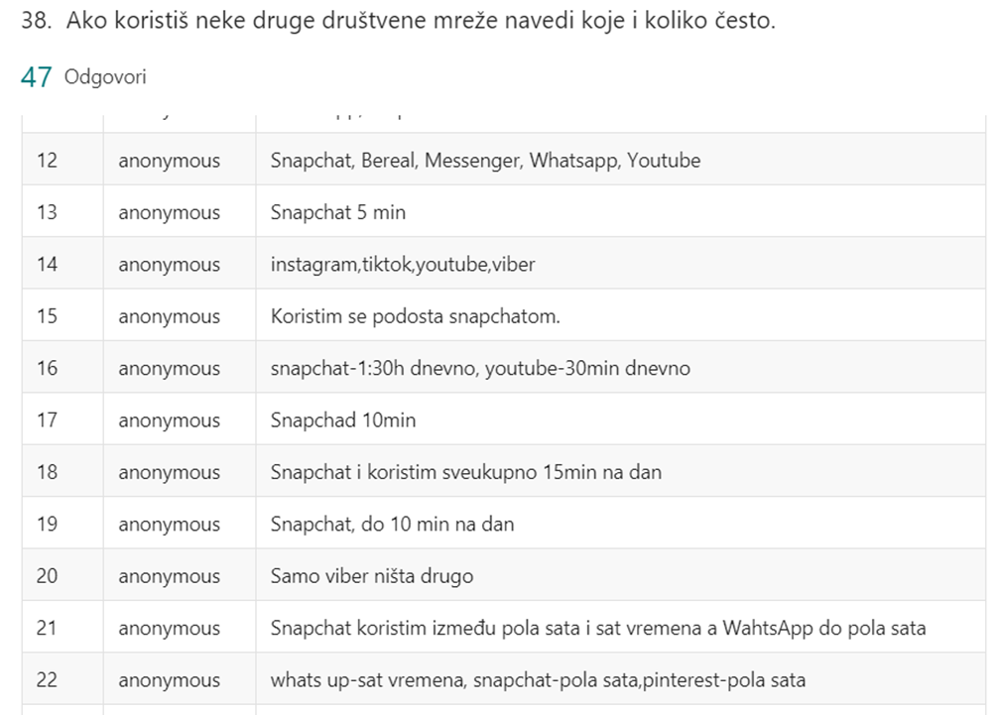 38. Ako koristiš neke druge društvene mreže navedi koje i koliko često.
47 Odgovori
12 anonymous Snapchat, Bereal, Messenger, Whatsapp, Youtube
13 anonymous Snapchat 5 min
14 anonymous instagram,tiktok,youtube,viber
15 anonymous Koristim se podosta snapchatom.
16 anonymous snapchat-1:30h dnevno, youtube-30min dnevno
17 anonymous Snapchad 10min
18 anonymous Snapchat i koristim sveukupno 15min na dan
19 anonymous Snapchat, do 10 min na dan
20 anonymous Samo viber ništa drugo
21 anonymous Snapchat koristim između pola sata i sat vremena a WahtsApp do pola sata
22 anonymous whats up-sat vremena, snapchat-pola sata,pinterest-pola sata